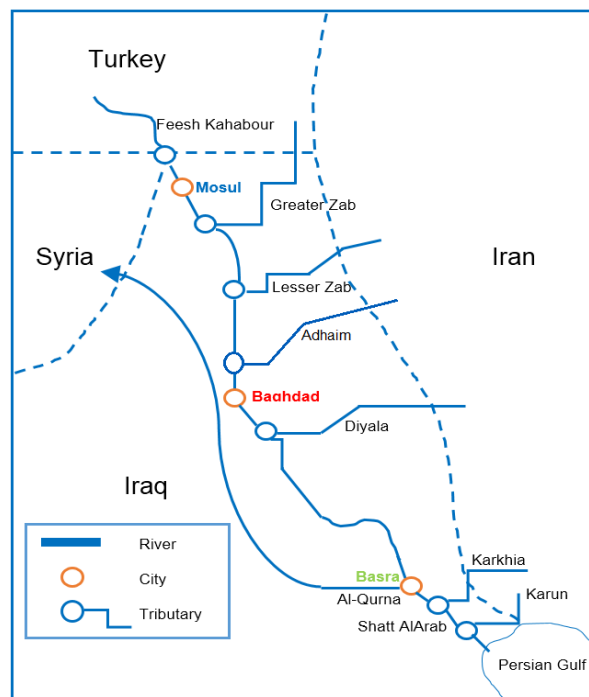 Turkey
Feesh Kahabour
Mosul
Greater Zab
Syria
Iran
Lesser Zab
Adhaim
Baghdad
Diyala
Iraq
River
City
Tributary
Basra
Al-Qurna
Karkhia
Karun
Shatt AlArab
Persian Gulf